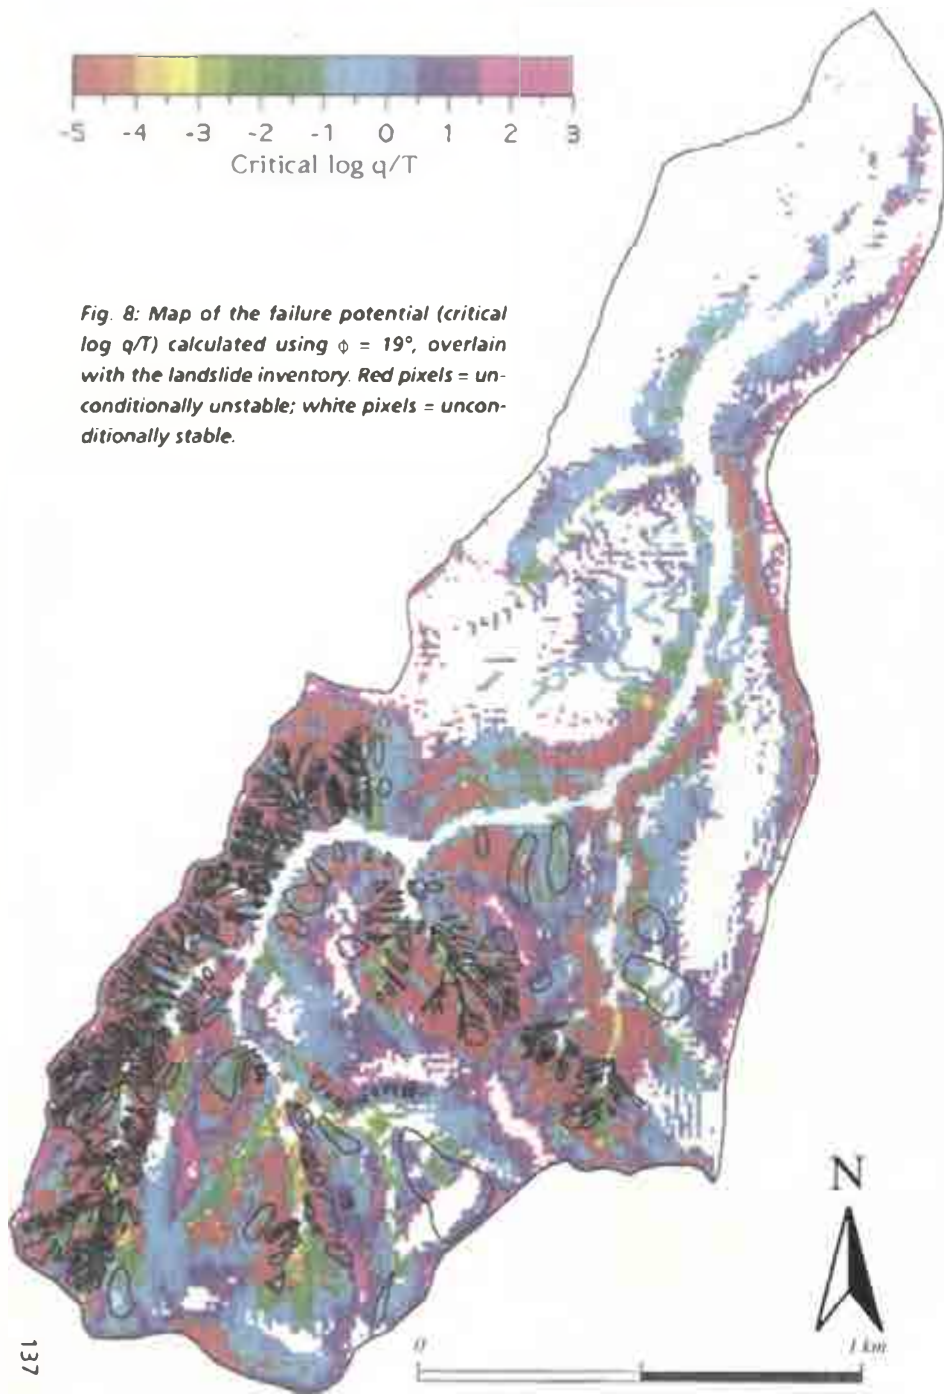 -5 -4 -3 -2 -1 0 1 2 3
Critical log q/T
Fig. 8: Map of the failure potential (critical
log q/T) calculated using ϕ = 19°, overlain
with the landslide inventory. Red pixels = un-
conditionally unstable; white pixels = uncon-
ditionally stable.
N
0 1 km
137